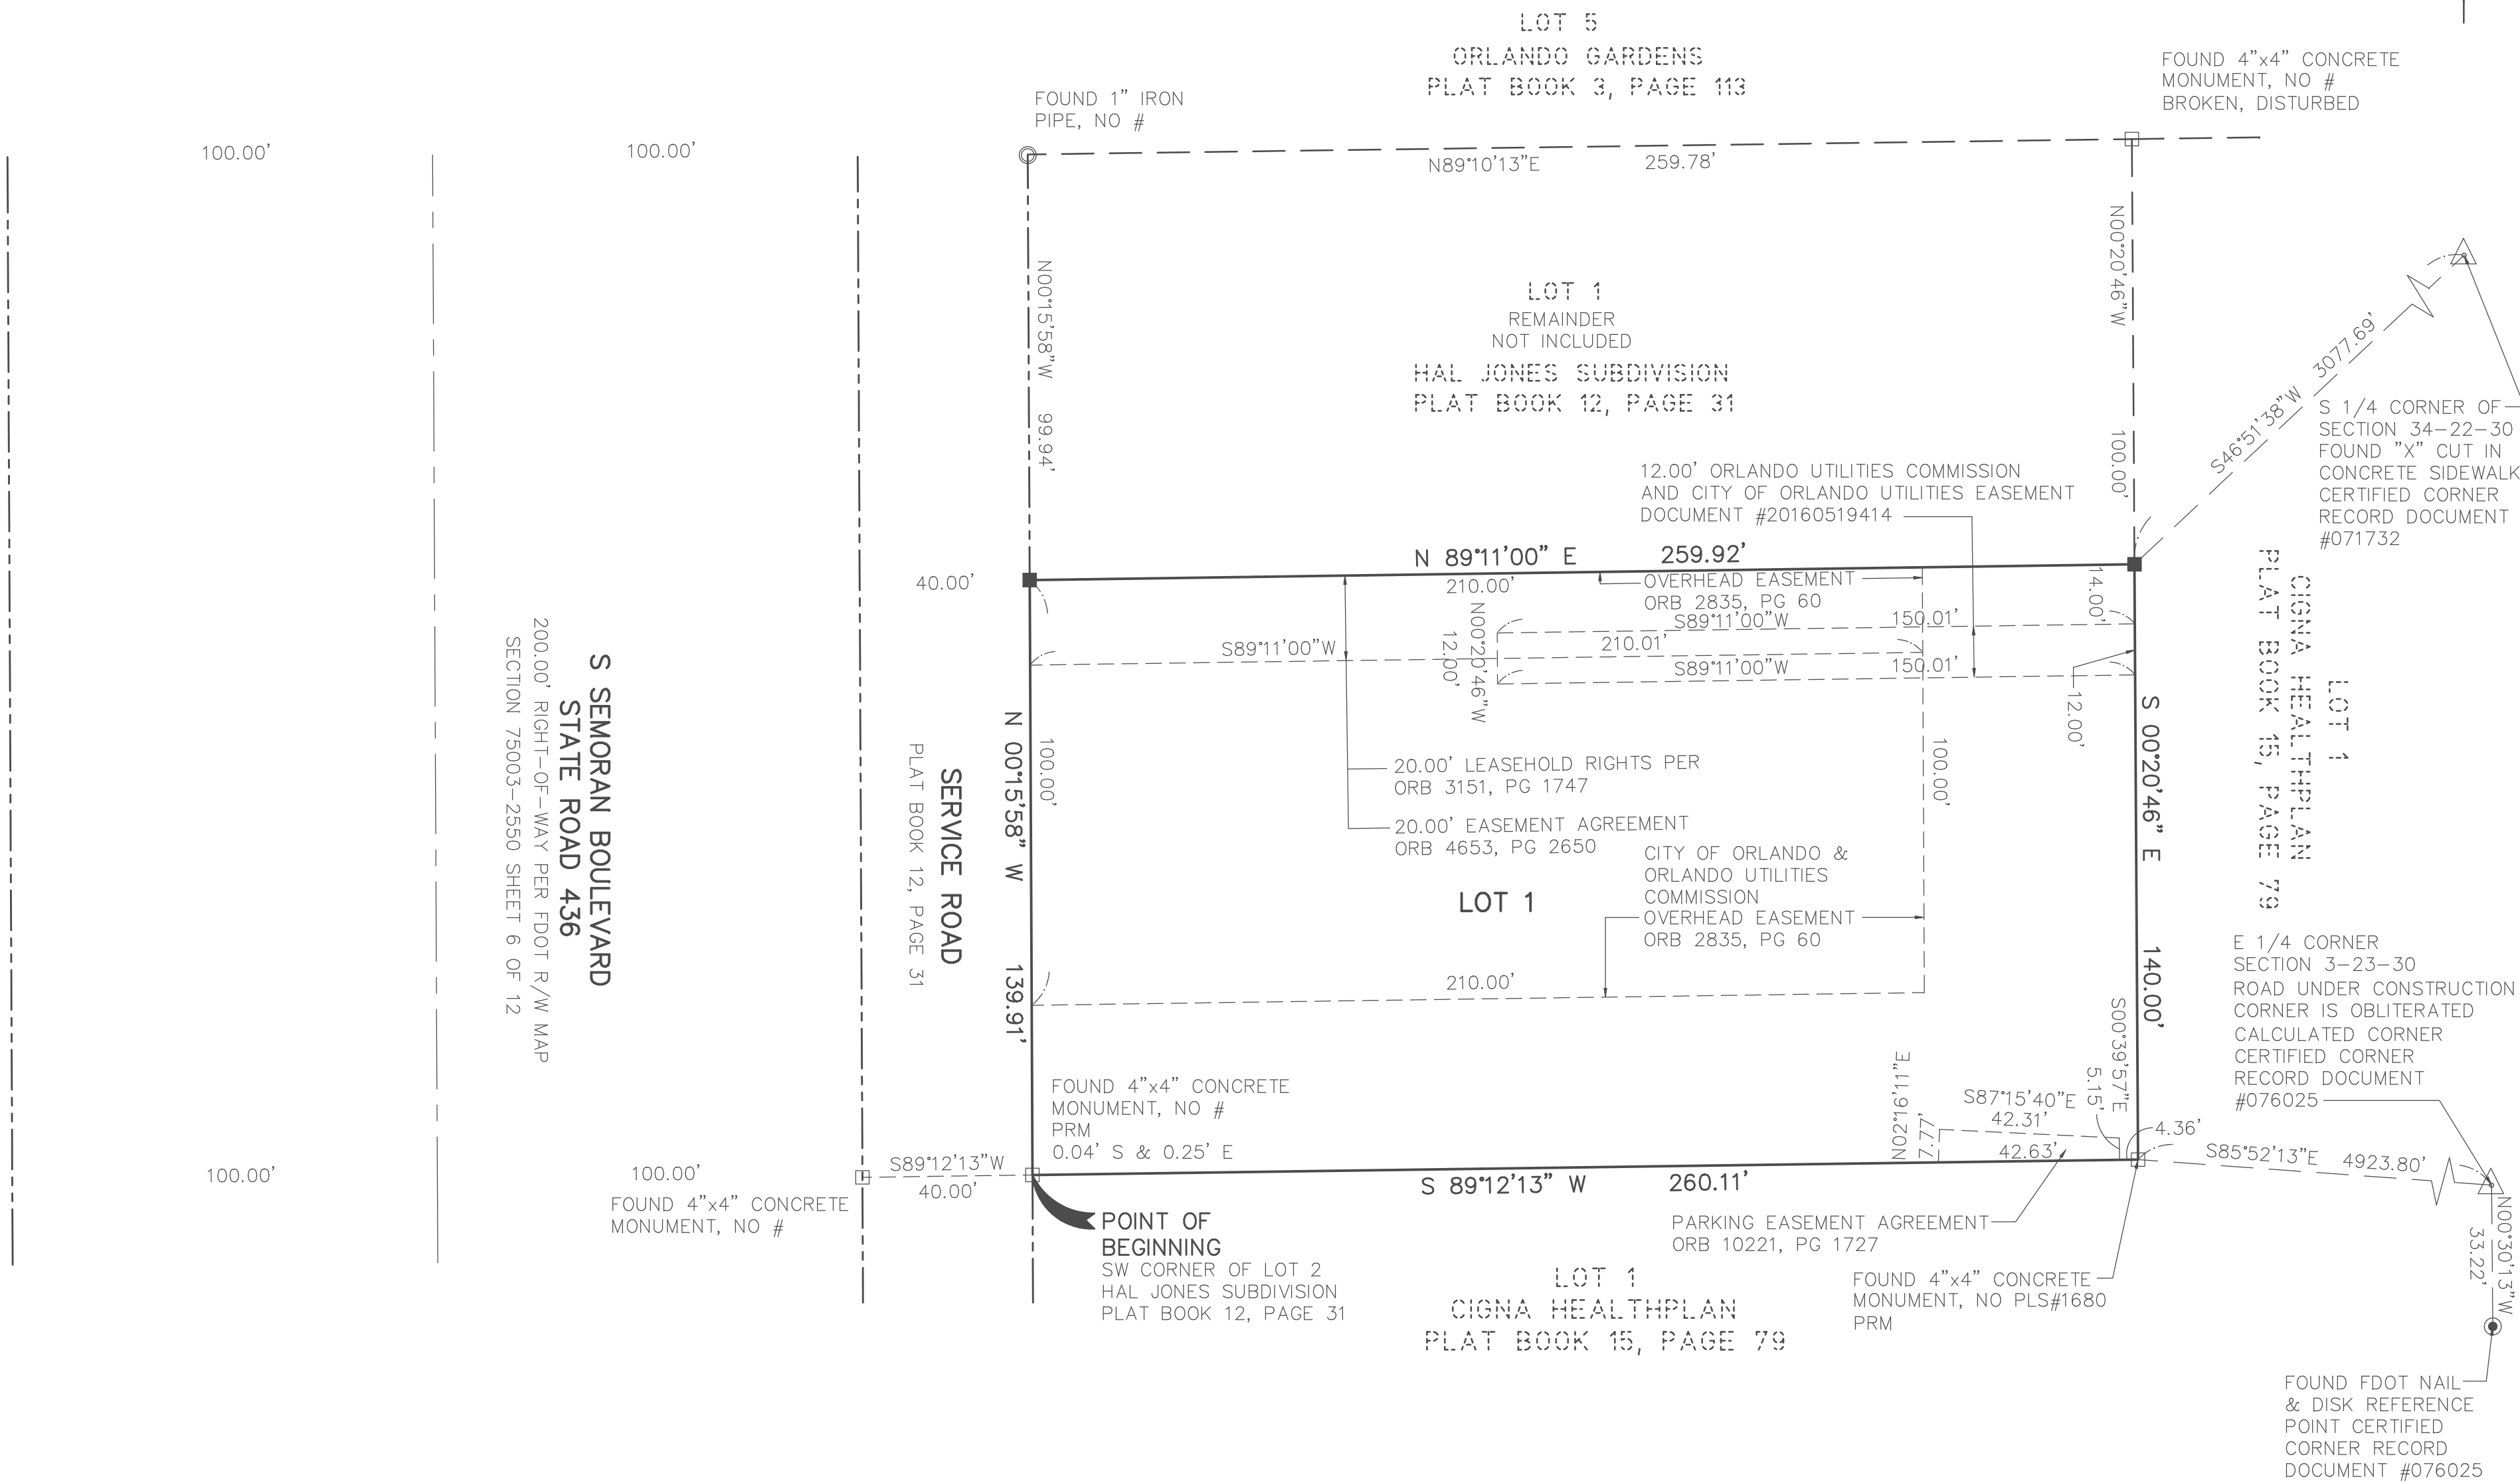 LOT 5
ORLANDO GARDENS
PLAT BOOK 3, PAGE 113
FOUND 4"x4" CONCRETE
MONUMENT, NO #
BROKEN, DISTURBED
FOUND 1" IRON
PIPE, NO #
100.00'
100.00'
N89°10'13"E
259.78'
N00°15'58"W
99.94'
N00°20'46"W
100.00'
LOT 1
REMAINDER
NOT INCLUDED
HAL JONES SUBDIVISION
PLAT BOOK 12, PAGE 31
S46°51'38"W
3077.69'
S 1/4 CORNER OF
SECTION 34-22-30
FOUND "X" CUT IN
CONCRETE SIDEWALK
CERTIFIED CORNER
RECORD DOCUMENT
#071732
12.00' ORLANDO UTILITIES COMMISSION
AND CITY OF ORLANDO UTILITIES EASEMENT
DOCUMENT #20160519414
N 89°11'00" E
259.92'
40.00'
210.00'
OVERHEAD EASEMENT
ORB 2835, PG 60
14.00'
S89°11'00"W
150.01'
S89°11'00"W
210.01'
S89°11'00"W
150.01'
N00°20'46"W
12.00'
12.00'
S SEMORAN BOULEVARD
STATE ROAD 436
200.00' RIGHT-OF-WAY PER FDOT R/W MAP
SECTION 75003-2550 SHEET 6 OF 12
SERVICE ROAD
PLAT BOOK 12, PAGE 31
N 00°15'58" W
139.91'
100.00'
20.00' LEASEHOLD RIGHTS PER
ORB 3151, PG 1747
20.00' EASEMENT AGREEMENT
ORB 4653, PG 2650
LOT 1
CITY OF ORLANDO &
ORLANDO UTILITIES
COMMISSION
OVERHEAD EASEMENT
ORB 2835, PG 60
100.00'
210.00'
S 00°20'46" E
140.00'
LOT 1
CIGNA HEALTHPLAN
PLAT BOOK 15, PAGE 79
E 1/4 CORNER
SECTION 3-23-30
ROAD UNDER CONSTRUCTION
CORNER IS OBLITERATED
CALCULATED CORNER
CERTIFIED CORNER
RECORD DOCUMENT
#076025
FOUND 4"x4" CONCRETE
MONUMENT, NO #
PRM
0.04' S & 0.25' E
N02°16'11"E
7.77'
S87°15'40"E
42.31'
42.63'
S00°39'57"E
5.15'
4.36'
S85°52'13"E
4923.80'
100.00'
100.00'
S89°12'13"W
40.00'
FOUND 4"x4" CONCRETE
MONUMENT, NO #
S 89°12'13" W
260.11'
POINT OF
BEGINNING
SW CORNER OF LOT 2
HAL JONES SUBDIVISION
PLAT BOOK 12, PAGE 31
PARKING EASEMENT AGREEMENT
ORB 10221, PG 1727
LOT 1
CIGNA HEALTHPLAN
PLAT BOOK 15, PAGE 79
FOUND 4"x4" CONCRETE
MONUMENT, NO PLS#1680
PRM
N00°30'13"W
33.22'
FOUND FDOT NAIL
& DISK REFERENCE
POINT CERTIFIED
CORNER RECORD
DOCUMENT #076025